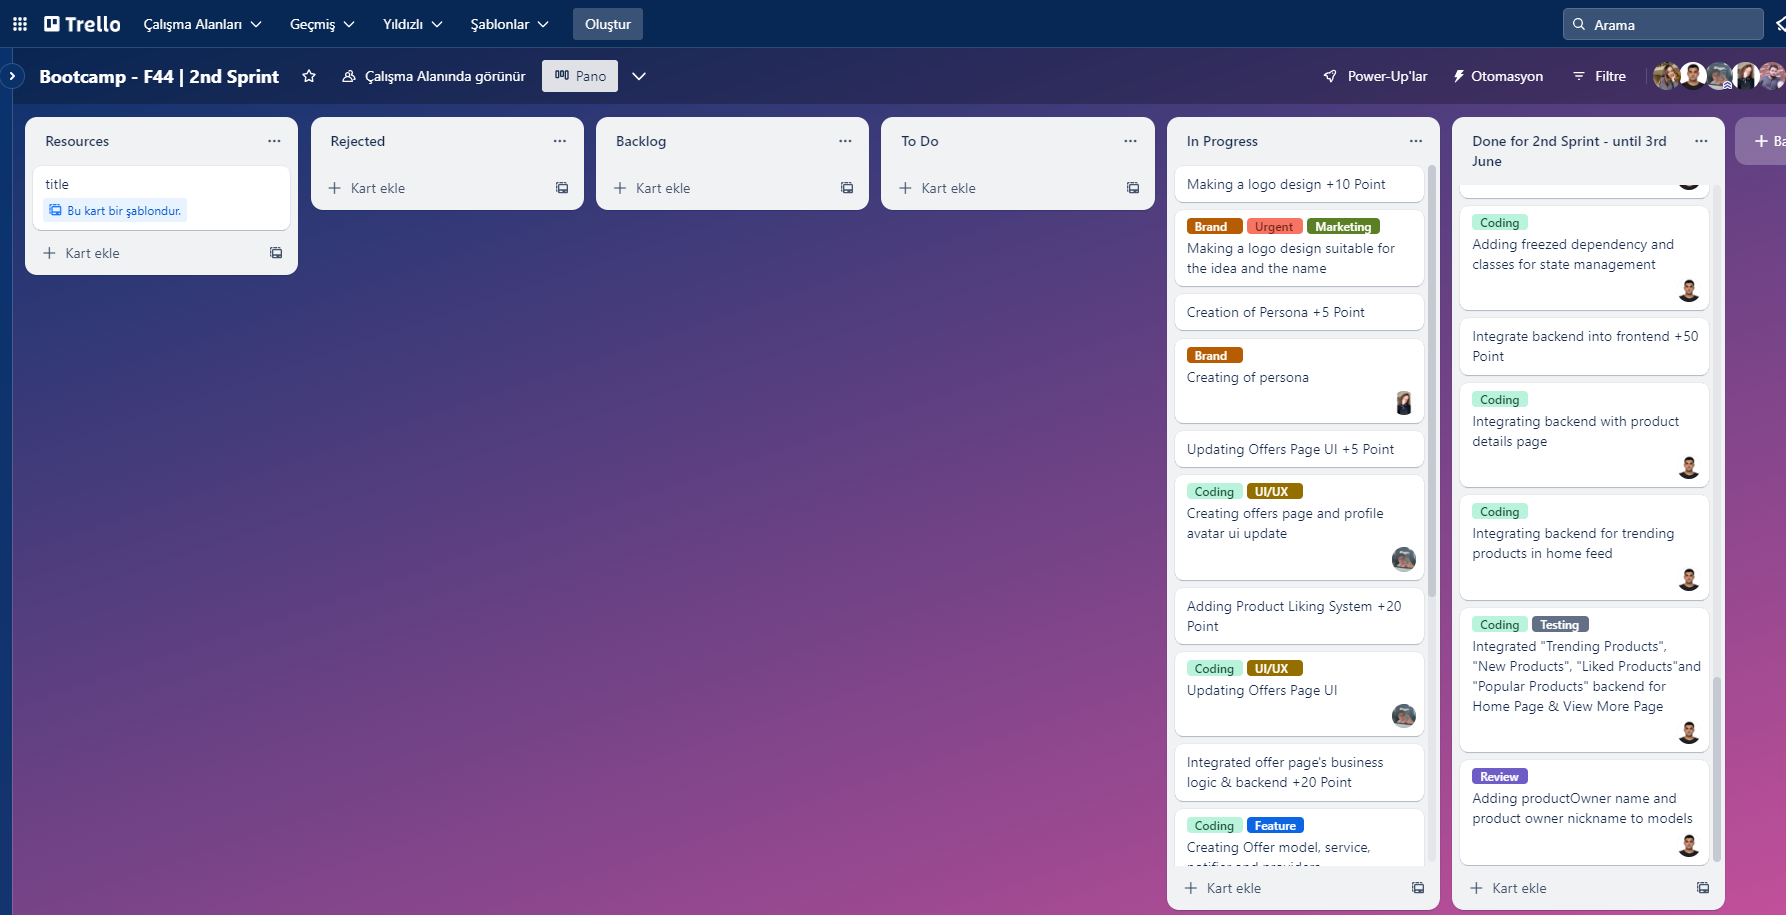 Trello
Çalışma Alanları
Geçmiş
Yıldızlı
Şablonlar
Oluştur
Arama
Bootcamp - F44 | 2nd Sprint
Çalışma Alanında görünür
Pano
Power-Up'lar
Otomasyon
Filtre
Resources
title
Bu kart bir şablondur.
Kart ekle
Rejected
Kart ekle
Backlog
Kart ekle
To Do
Kart ekle
In Progress
Making a logo design +10 Point
Brand Urgent Marketing
Making a logo design suitable for
the idea and the name
Creation of Persona +5 Point
Brand
Creating of persona
Updating Offers Page UI +5 Point
Coding UI/UX
Creating offers page and profile
avatar ui update
Adding Product Liking System +20
Point
Coding UI/UX
Updating Offers Page UI
Integrated offer page's business
logic & backend +20 Point
Coding Feature
Creating Offer model, service,
notifier and providers
Kart ekle
Done for 2nd Sprint - until 3rd
June
Coding
Adding freezed dependency and
classes for state management
Integrate backend into frontend +50
Point
Coding
Integrating backend with product
details page
Coding
Integrating backend for trending
products in home feed
Coding Testing
Integrated "Trending Products",
"New Products", "Liked Products"and
"Popular Products" backend for
Home Page & View More Page
Review
Adding productOwner name and
product owner nickname to models
Kart ekle